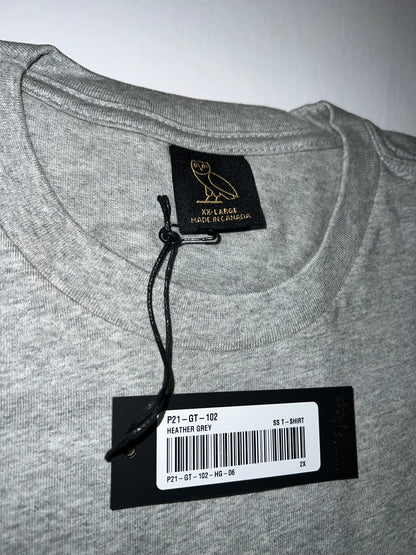 XX-LARGE
MADE IN CANADA
P21-GT-102
HEATHER GREY SS T-SHIRT
P21-GT-102-HG-06 2X